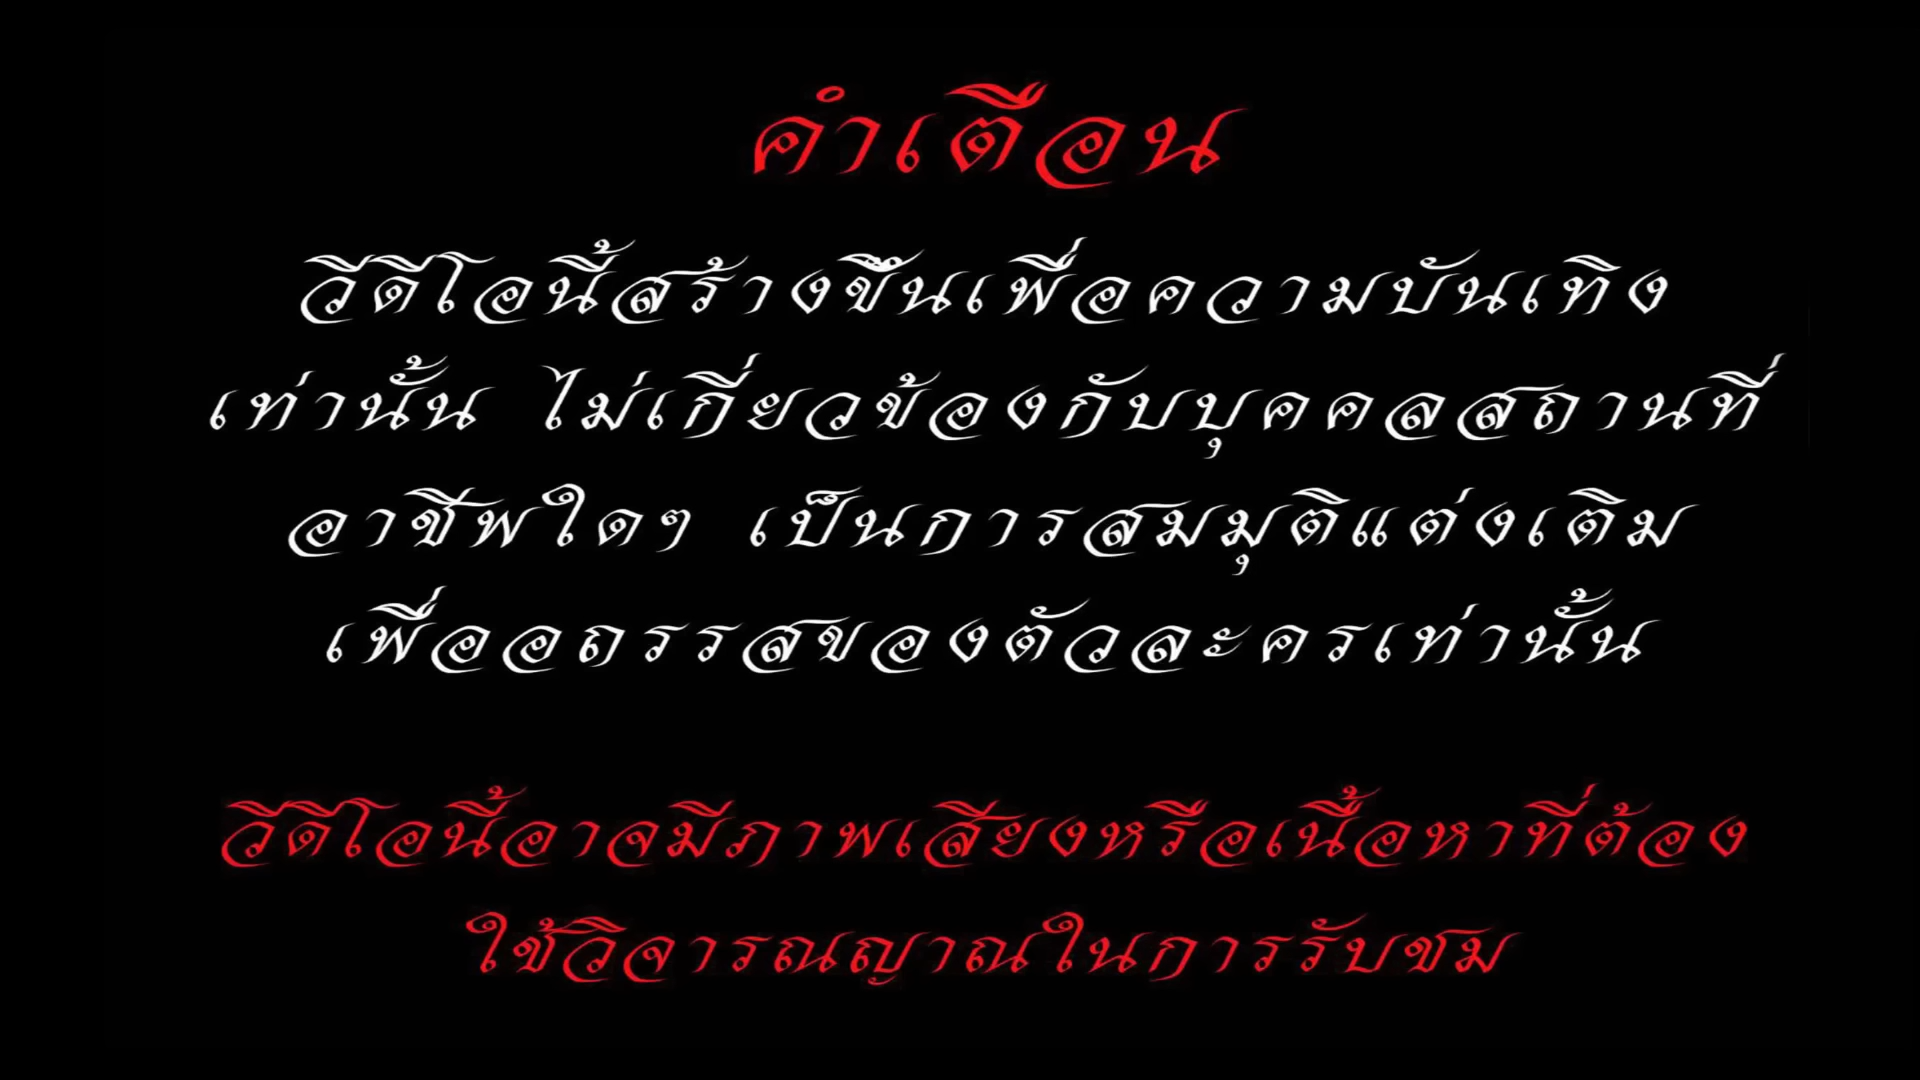 คำเตือน
วีดีโอนี้สร้างขึ้นเพื่อความบันเทิง
เท่านั้น ไม่เกี่ยวข้องกับบุคคลสถานที่
อาชีพใดๆ เป็นการสมมุติแต่งเติม
เพื่ออถรรสของตัวละครเท่านั้น
วีดีโอนี้อาจมีภาพเสียงหรือเนื้อหาที่ต้อง
ใช้วิจารณญาณในการรับชม